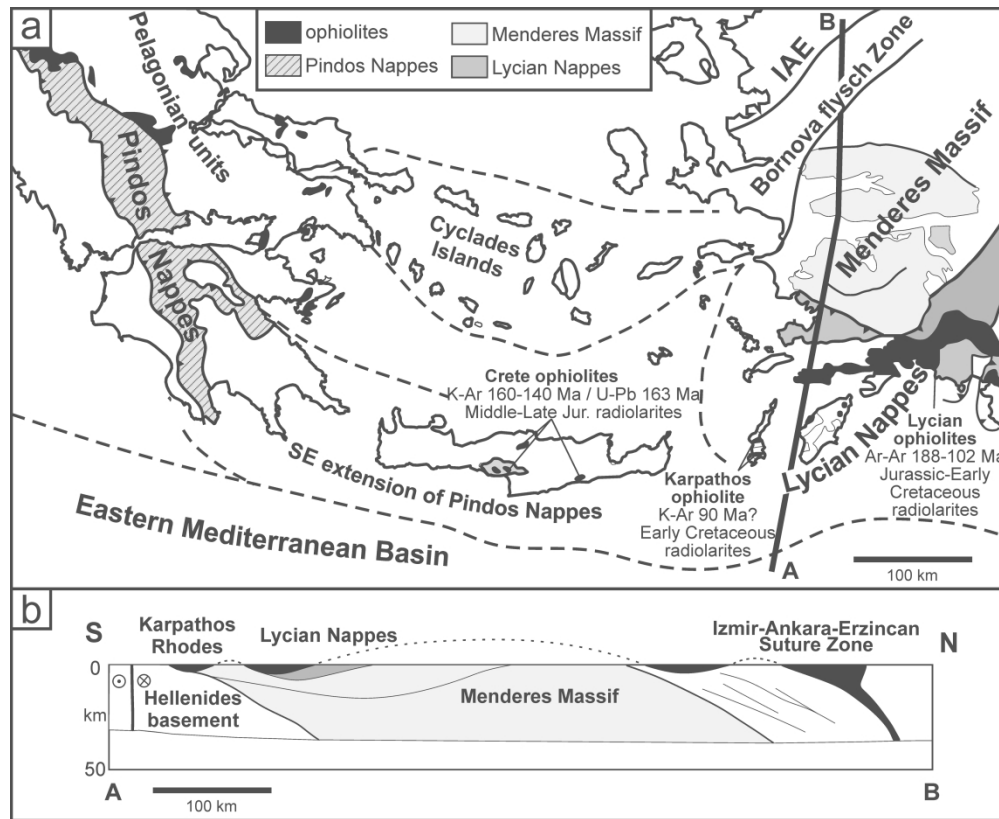 a
ophiolites
Menderes Massif
Pindos Nappes
Lycian Nappes
Pelagonian
units
Pindos
Nappes
B
IAE
Bornova flysch Zone
Menderes Massif
Cyclades
Islands
Crete ophiolites
K-Ar 160-140 Ma / U-Pb 163 Ma
Middle-Late Jur. radiolarites
SE extension of Pindos Nappes
Eastern Mediterranean Basin
Karpathos
ophiolite
K-Ar 90 Ma?
Early Cretaceous
radiolarites
Lycian Nappes
Lycian
ophiolites
Ar-Ar 188-102 Ma
Jurassic-Early
Cretaceous
radiolarites
A
100 km
b
S
Karpathos
Rhodes
Lycian Nappes
Izmir-Ankara-Erzincan
Suture Zone
N
0
km
50
Hellenides
basement
Menderes Massif
A
B
100 km